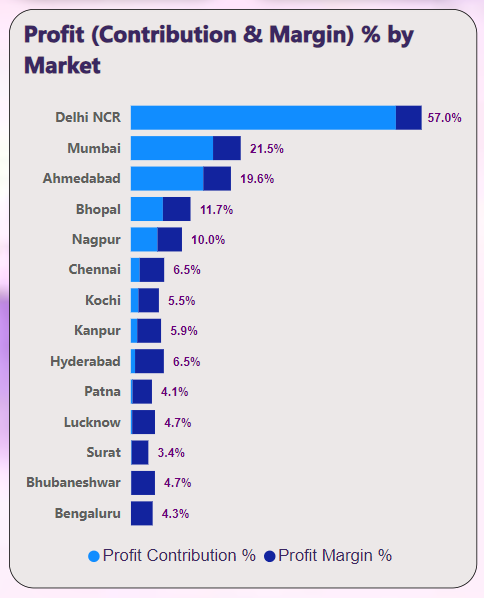 Profit (Contribution & Margin) % by
Market
Delhi NCR 57.0%
Mumbai 21.5%
Ahmedabad 19.6%
Bhopal 11.7%
Nagpur 10.0%
Chennai 6.5%
Kochi 5.5%
Kanpur 5.9%
Hyderabad 6.5%
Patna 4.1%
Lucknow 4.7%
Surat 3.4%
Bhubaneshwar 4.7%
Bengaluru 4.3%
Profit Contribution % Profit Margin %